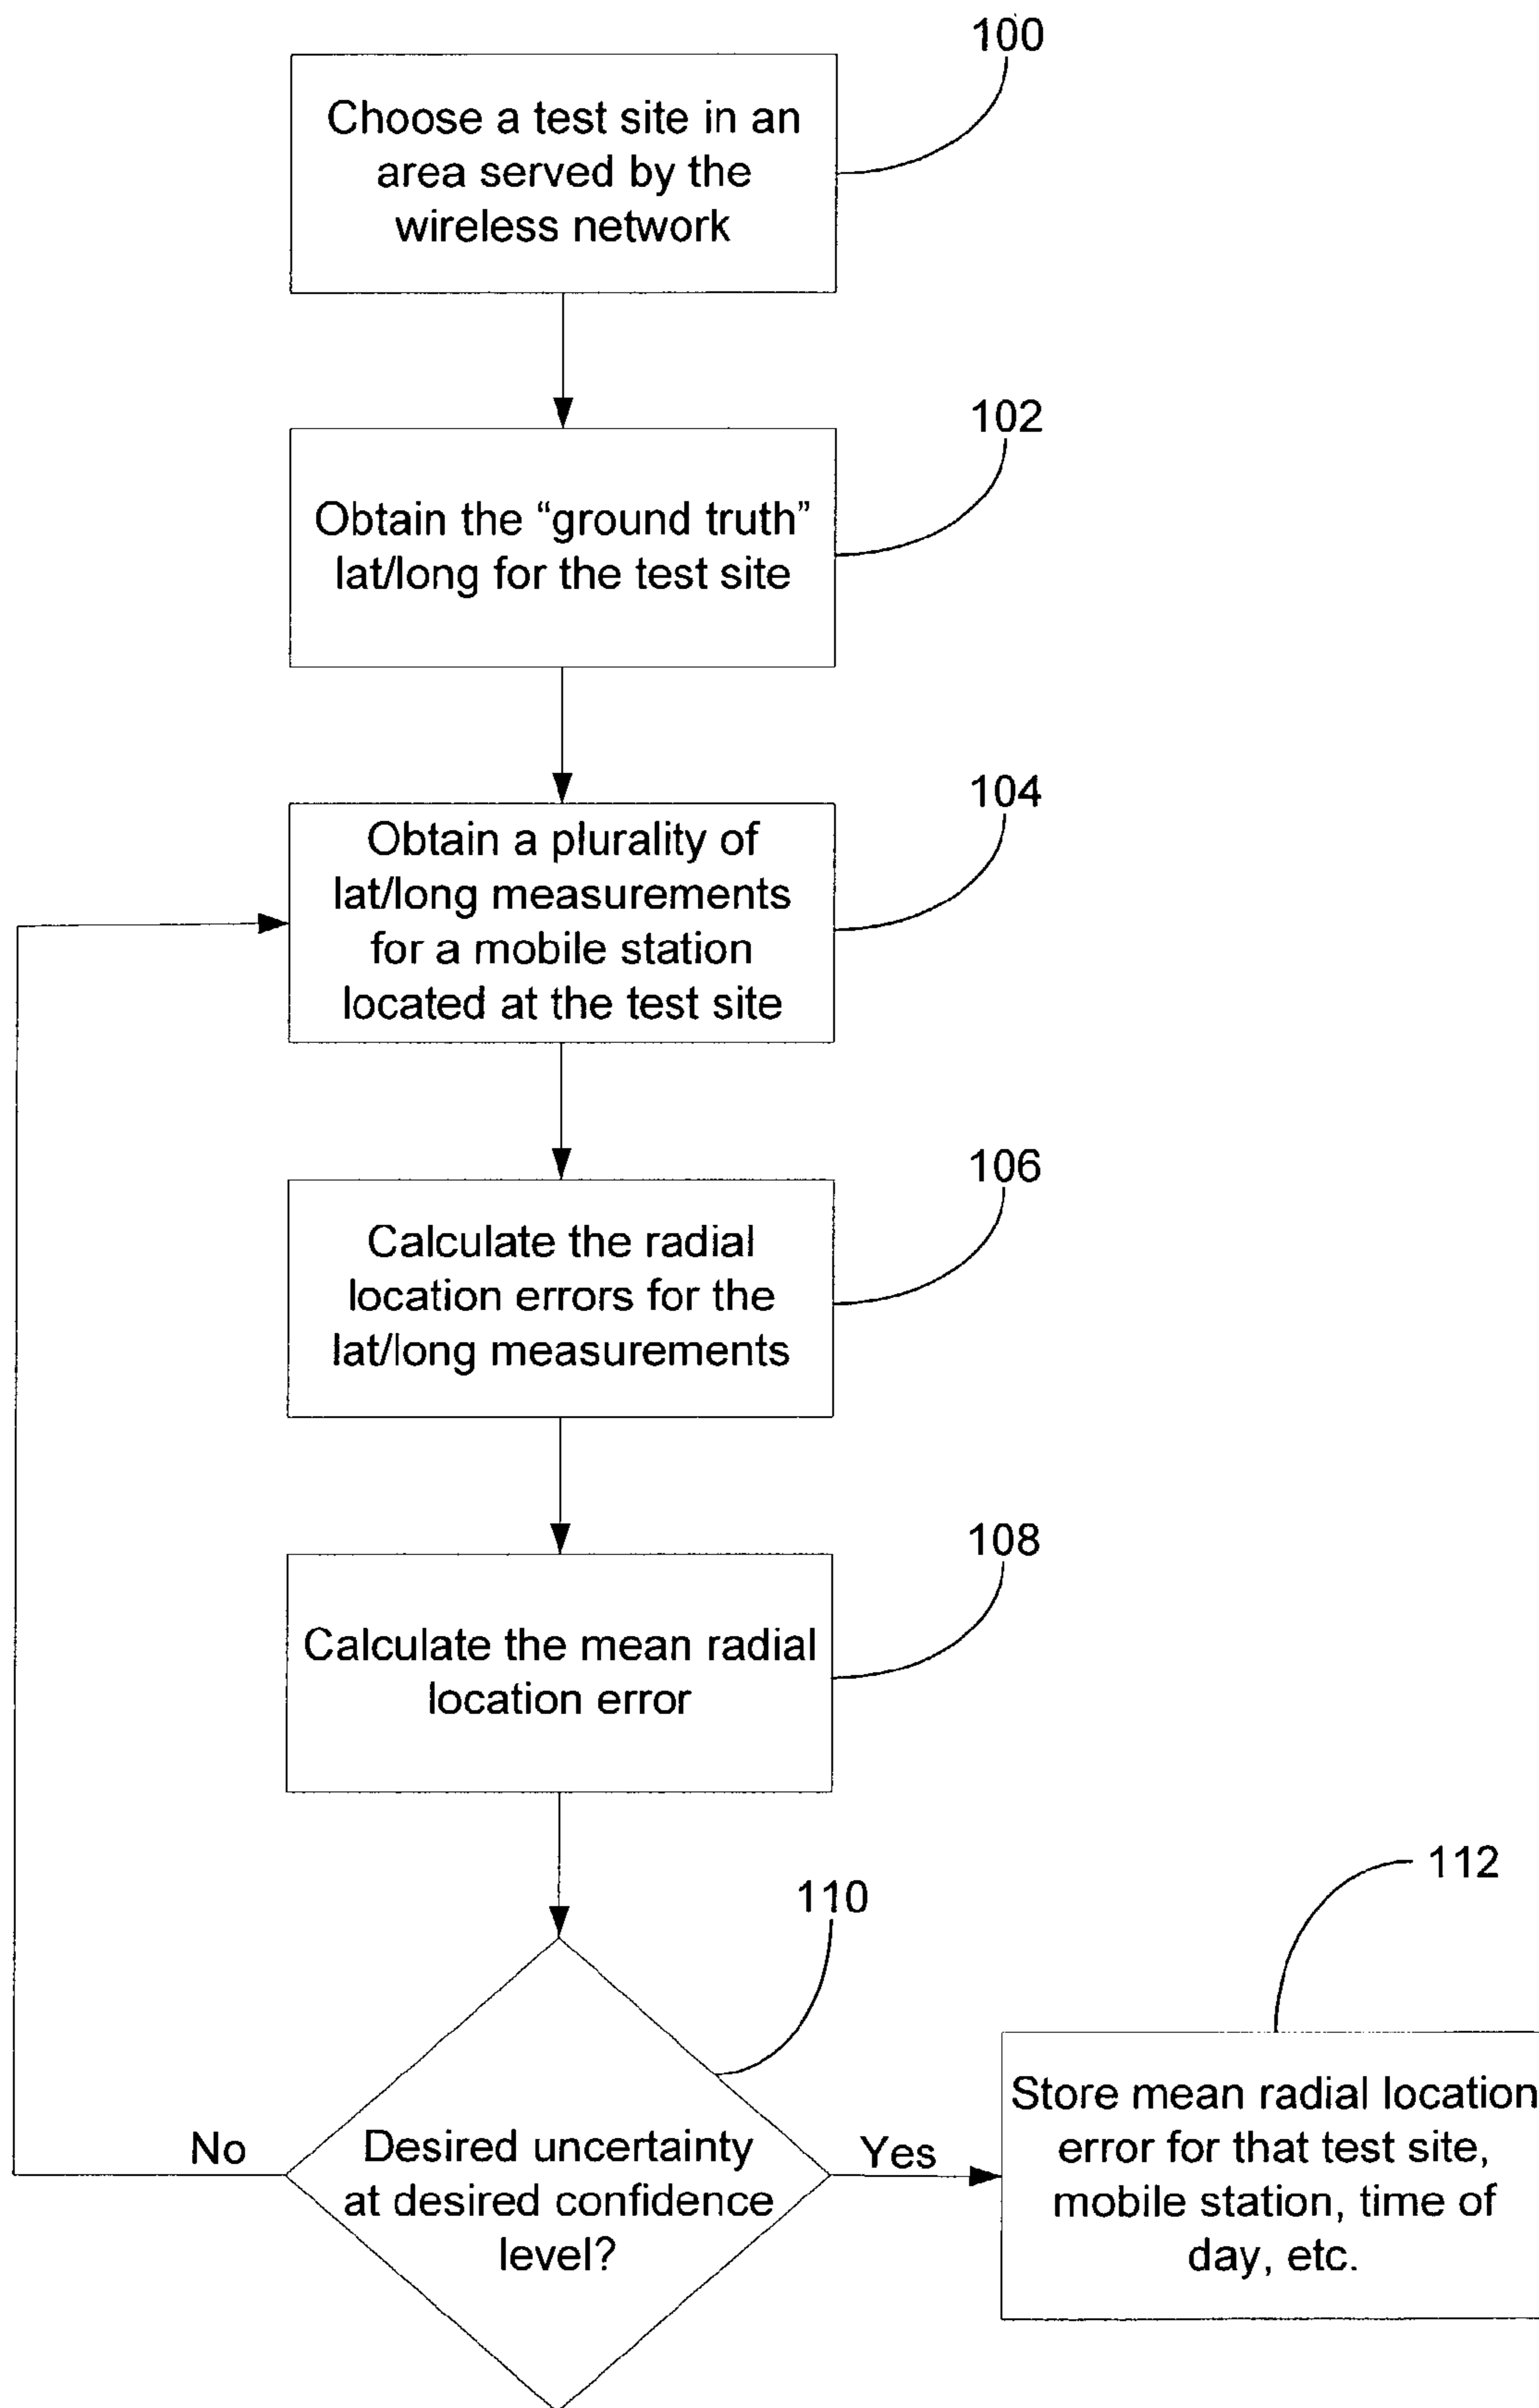 100
Choose a test site in an
area served by the
wireless network
102
Obtain the “ground truth”
lat/long for the test site
104
Obtain a plurality of
lat/long measurements
for a mobile station
located at the test site
106
Calculate the radial
location errors for the
lat/long measurements
108
Calculate the mean radial
location error
110
112
Desired uncertainty
at desired confidence
level?
No
Yes
Store mean radial location
error for that test site,
mobile station, time of
day, etc.